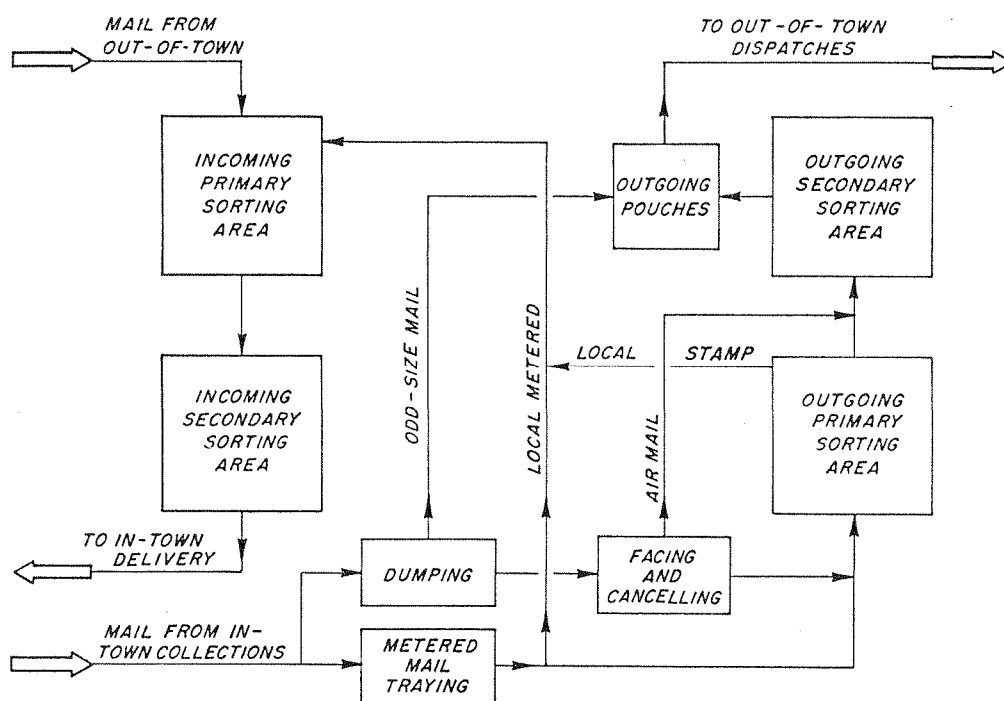 MAIL FROM
OUT-OF-TOWN
TO OUT-OF-TOWN
DISPATCHES
INCOMING
PRIMARY
SORTING
AREA
OUTGOING
POUCHES
OUTGOING
SECONDARY
SORTING
AREA
ODD-SIZE MAIL
LOCAL METERED
LOCAL STAMP
AIR MAIL
INCOMING
SECONDARY
SORTING
AREA
OUTGOING
PRIMARY
SORTING
AREA
TO IN-TOWN
DELIVERY
DUMPING
FACING
AND
CANCELLING
MAIL FROM IN-
TOWN COLLECTIONS
METERED
MAIL
TRAYING